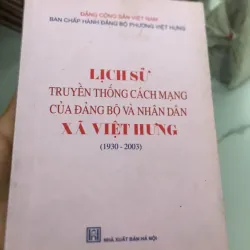 ĐẢNG CỘNG SẢN VIỆT NAM
BAN CHẤP HÀNH ĐẢNG BỘ PHƯỜNG VIỆT HƯNG
LỊCH SỬ
TRUYỀN THỐNG CÁCH MẠNG
CỦA ĐẢNG BỘ VÀ NHÂN DÂN
XÃ VIỆT HƯNG
(1930 - 2003)
NHÀ XUẤT BẢN HÀ NỘI